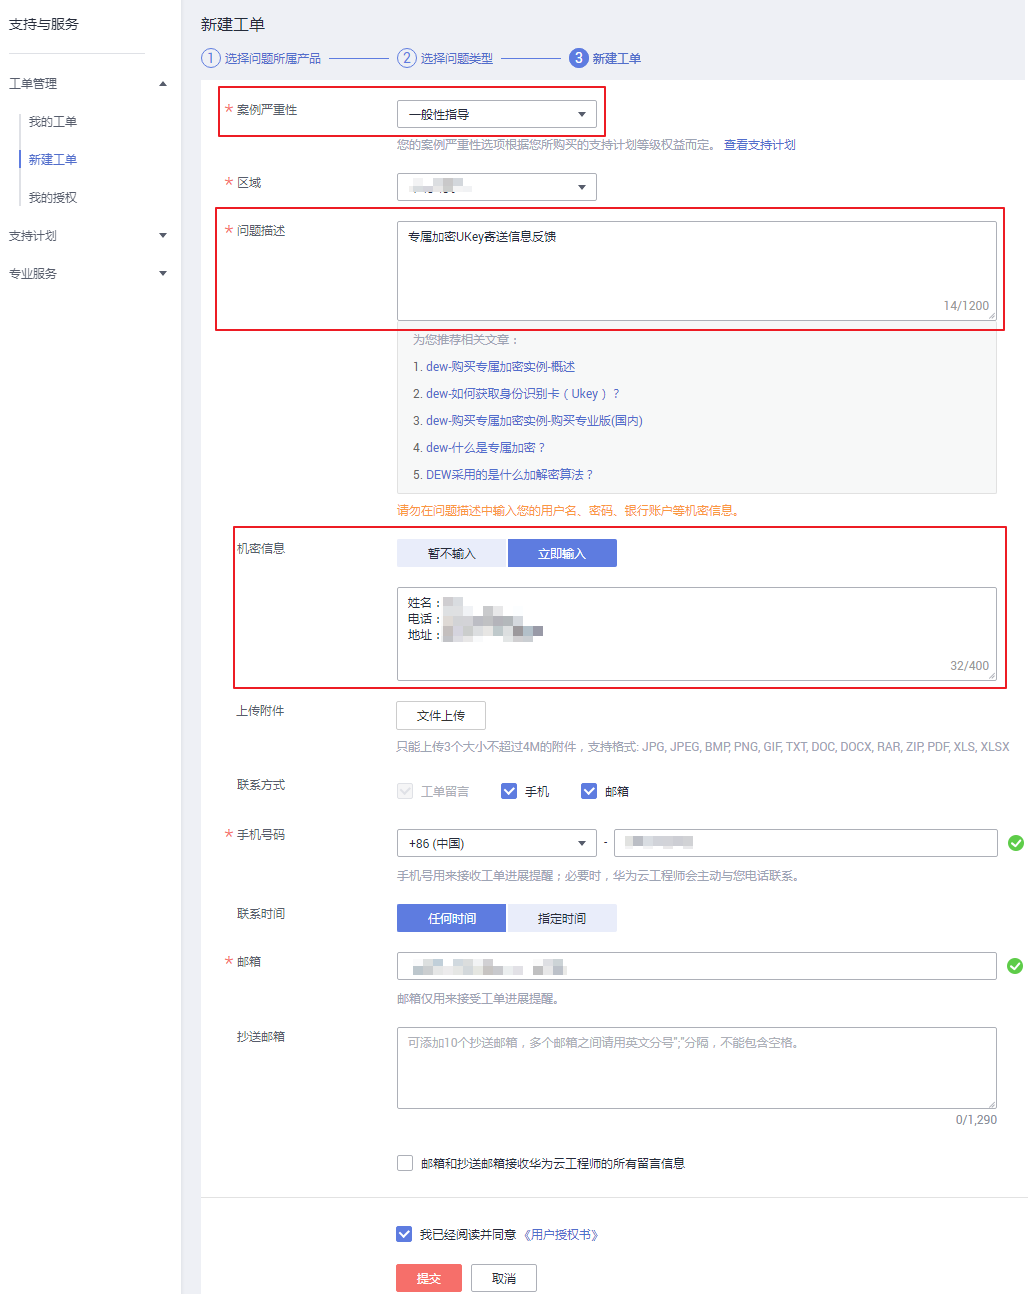 支持与服务
工单管理
我的工单
新建工单
我的授权
支持计划
专业服务
新建工单
1 选择问题所属产品 2 选择问题类型 3 新建工单
* 案例严重性 一般性指导
您的案例严重性选项根据您所购买的支持计划等级权益而定。 查看支持计划
* 区域
* 问题描述 专属加密UKey寄送信息反馈
14/1200
为您推荐相关文章：
1. dew-购买专属加密实例-概述
2. dew-如何获取身份识别卡（Ukey）？
3. dew-购买专属加密实例-购买专业版(国内)
4. dew-什么是专属加密？
5. DEW采用的是什么加解密算法？
请勿在问题描述中输入您的用户名、密码、银行账户等机密信息。
机密信息 暂不输入 立即输入
姓名：
电话：
地址：
32/400
上传附件 文件上传
只能上传3个大小不超过4M的附件，支持格式: JPG, JPEG, BMP, PNG, GIF, TXT, DOC, DOCX, RAR, ZIP, PDF, XLS, XLSX
联系方式 工单留言 手机 邮箱
* 手机号码 +86 (中国) -
手机号用来接收工单进展提醒；必要时，华为云工程师会主动与您电话联系。
联系时间 任何时间 指定时间
* 邮箱
邮箱仅用来接受工单进展提醒。
抄送邮箱 可添加10个抄送邮箱，多个邮箱之间请用英文分号";"分隔，不能包含空格。
0/1,290
邮箱和抄送邮箱接收华为云工程师的所有留言信息
我已经阅读并同意 《用户授权书》
提交 取消